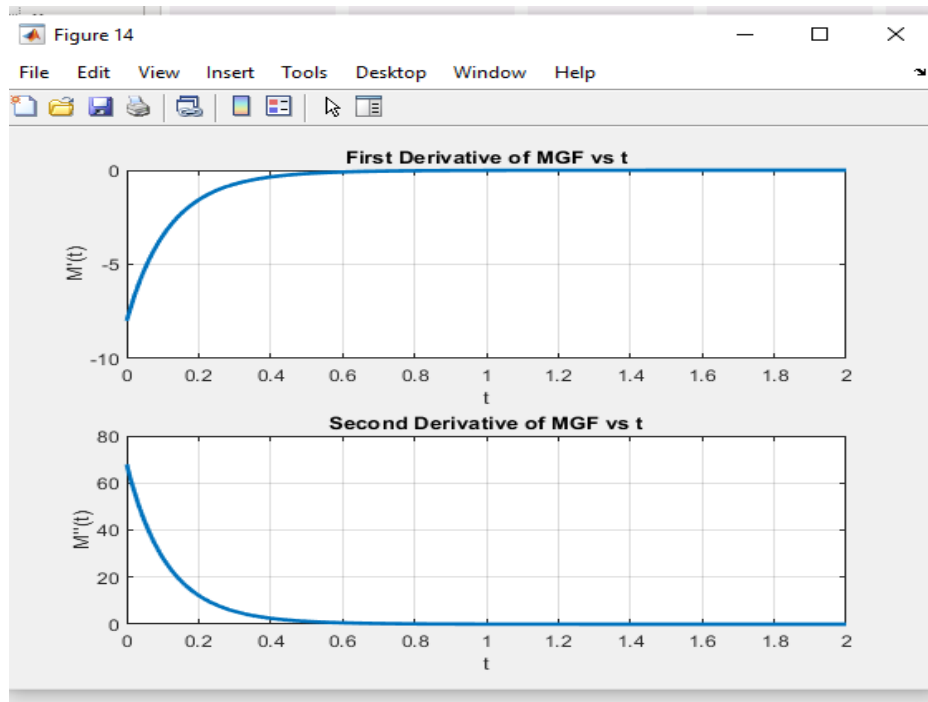 Figure 14
File Edit View Insert Tools Desktop Window Help
First Derivative of MGF vs t
0
-5
-10
M'(t)
0 0.2 0.4 0.6 0.8 1 1.2 1.4 1.6 1.8 2
t
Second Derivative of MGF vs t
80
60
40
20
0
M''(t)
0 0.2 0.4 0.6 0.8 1 1.2 1.4 1.6 1.8 2
t